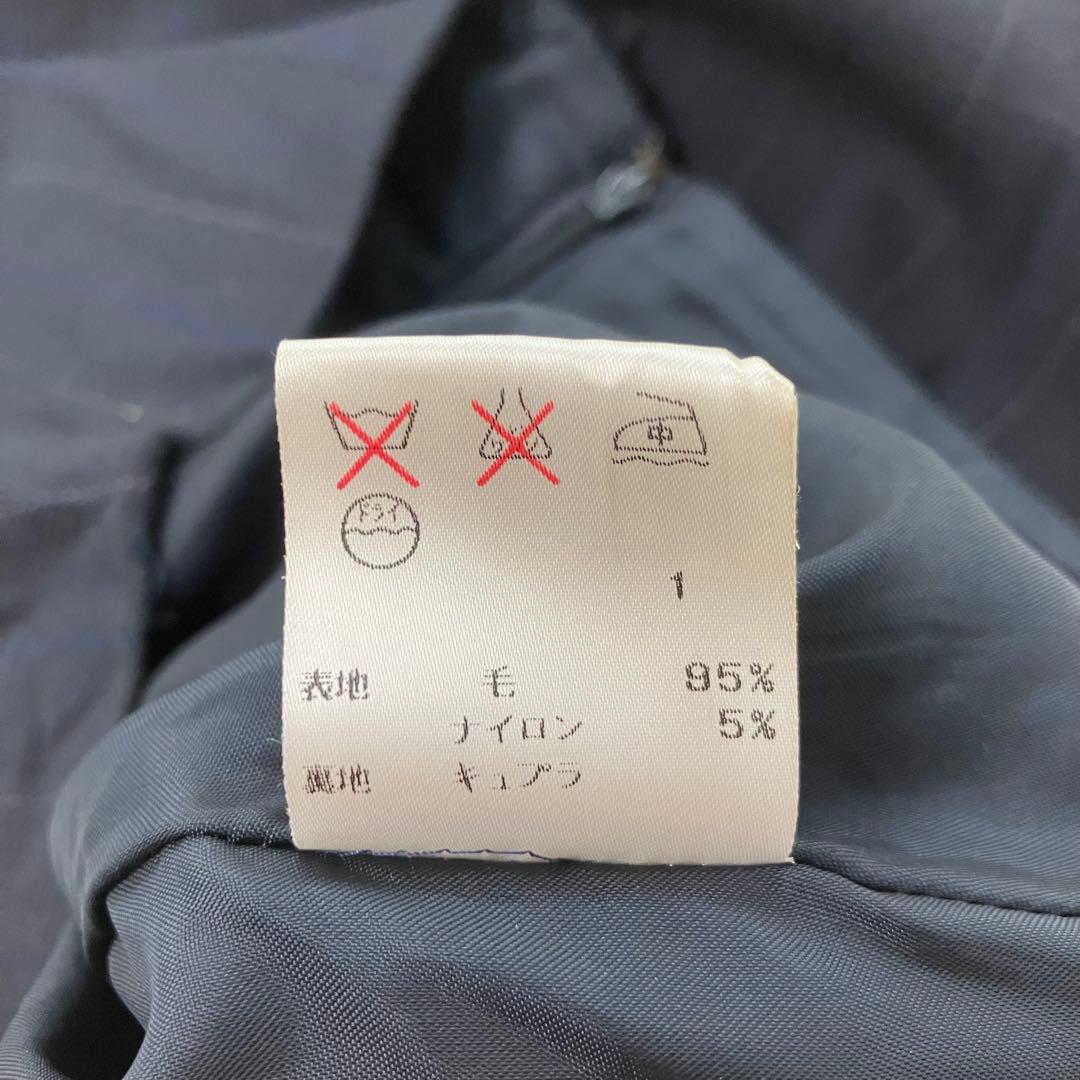 中
ドライ
1
表地 毛 95%
ナイロン 5%
裏地 キュプラ